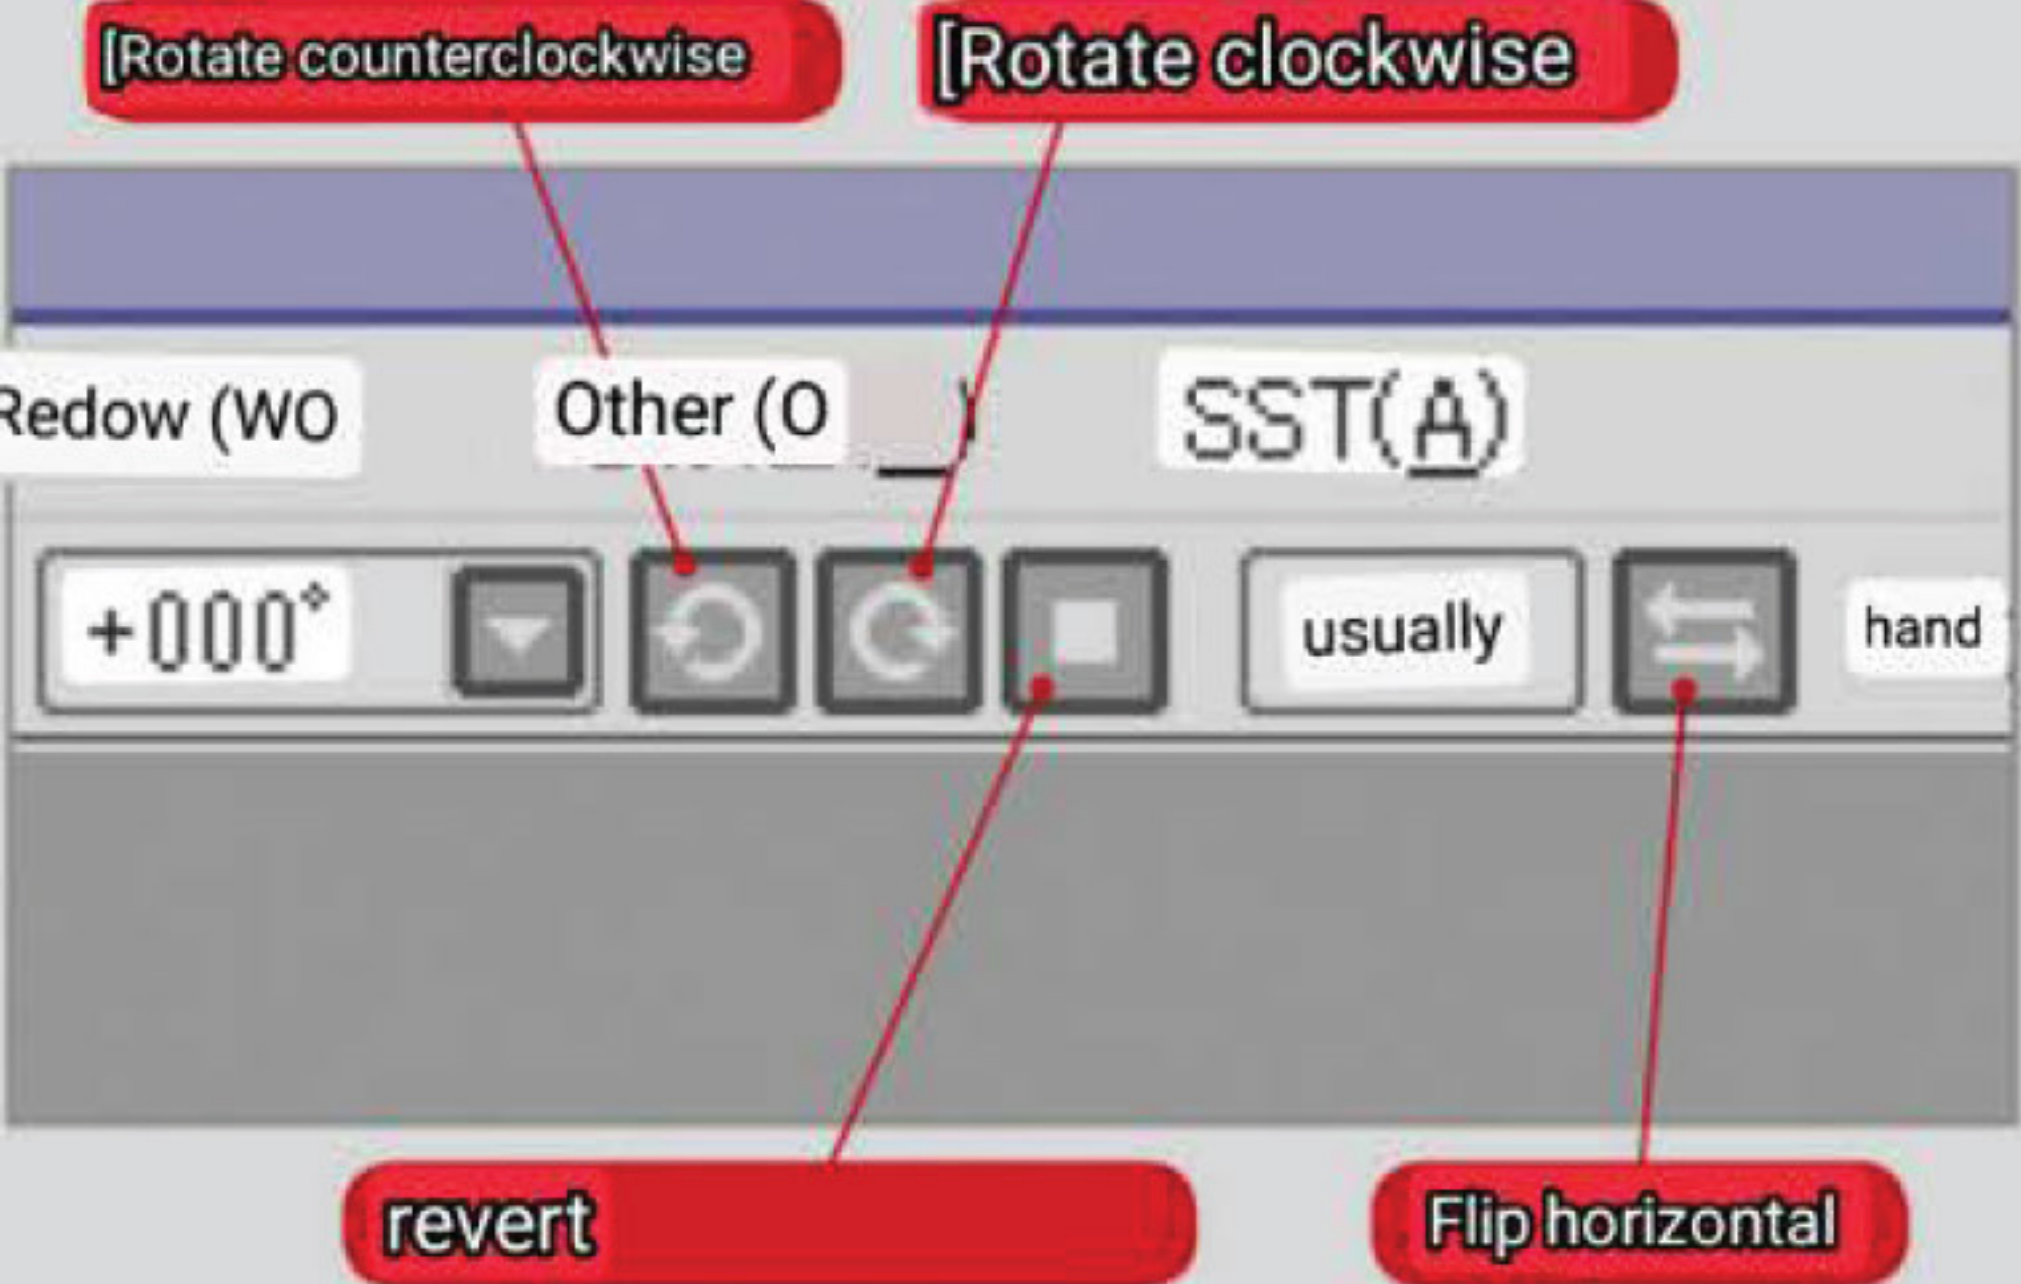 [Rotate counterclockwise
[Rotate clockwise
Redow (WO
Other (O )
SST(A)
+000°
usually
hand
revert
Flip horizontal